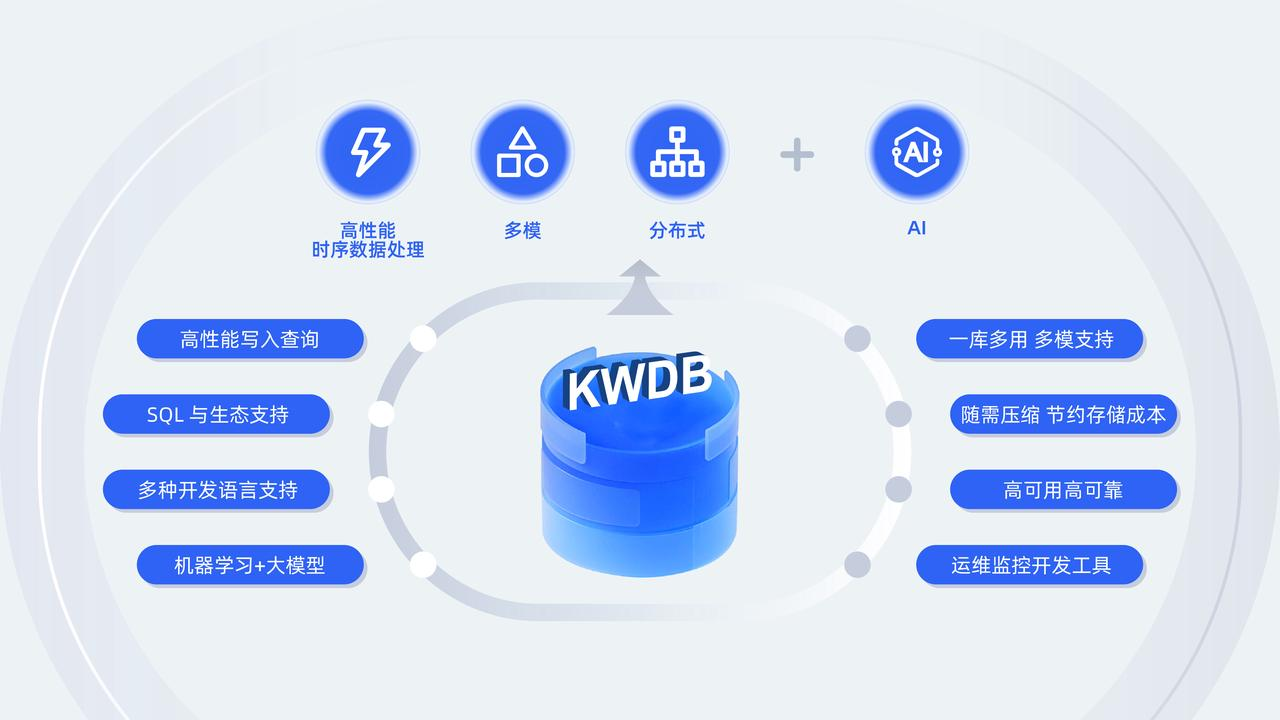 AI
高性能
时序数据处理
多模
分布式
AI
KWDB
高性能写入查询
SQL 与生态支持
多种开发语言支持
机器学习+大模型
一库多用 多模支持
随需压缩 节约存储成本
高可用高可靠
运维监控开发工具